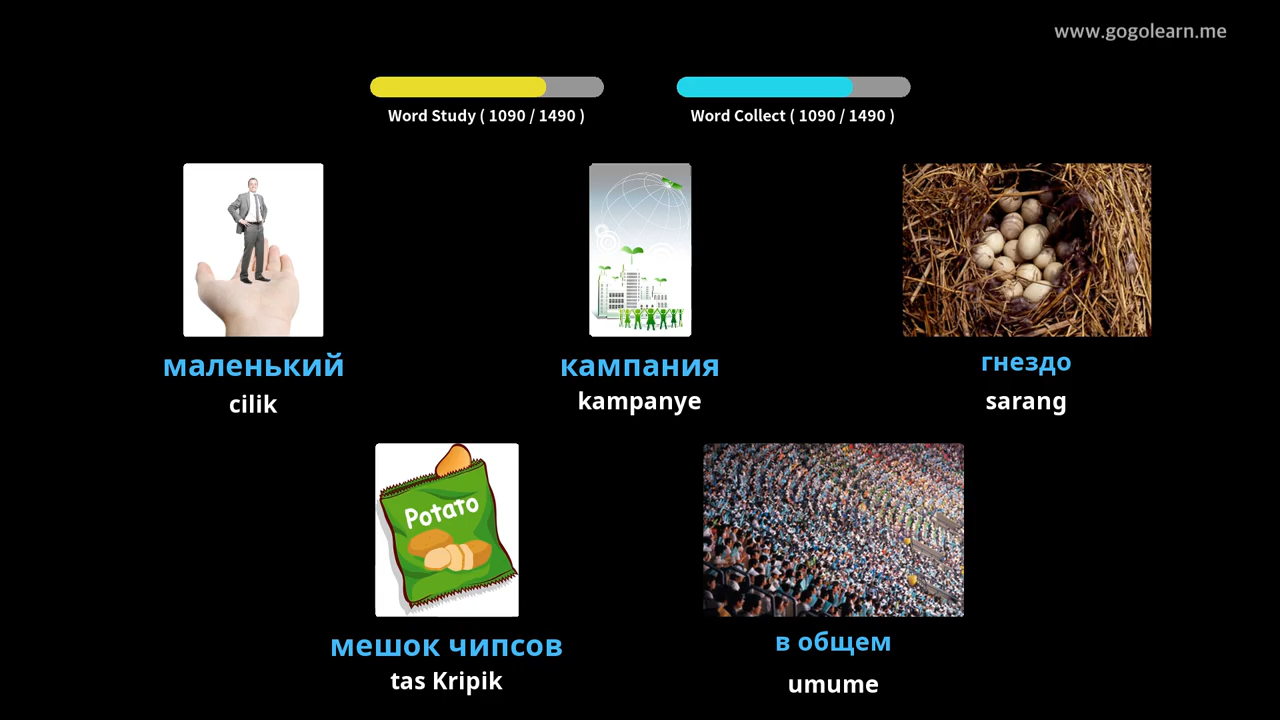 www.gogolearn.me
Word Study ( 1090 / 1490 )
Word Collect ( 1090 / 1490 )
маленький
cilik
кампания
kampanye
гнездо
sarang
Potato
мешок чипсов
tas Kripik
в общем
umume